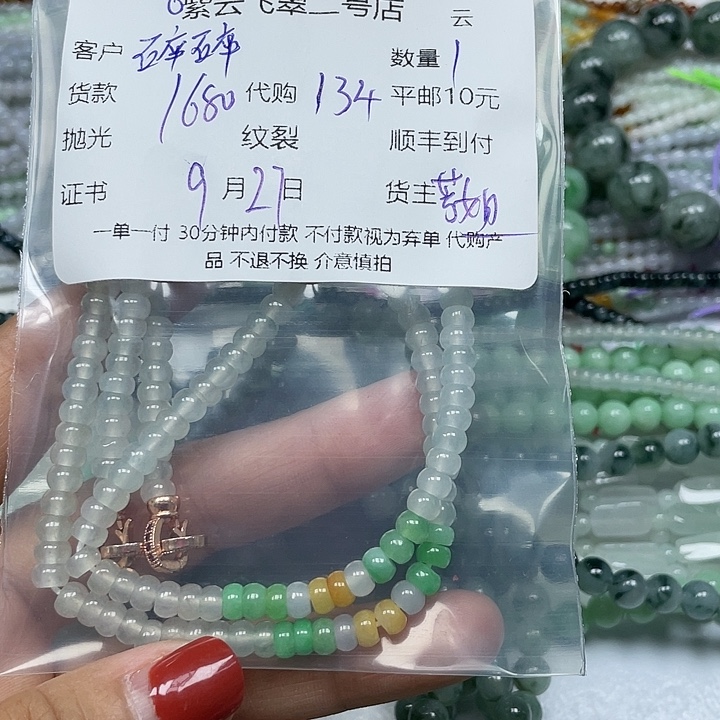 紫云飞翠二号店
云
客户 碎碎 数量 1
货款 1680 代购 134 平邮10元
抛光 纹裂 顺丰到付
证书 9月27日 货主
一单一付 30分钟内付款 不付款视为弃单 代购产
品 不退不换 介意慎拍